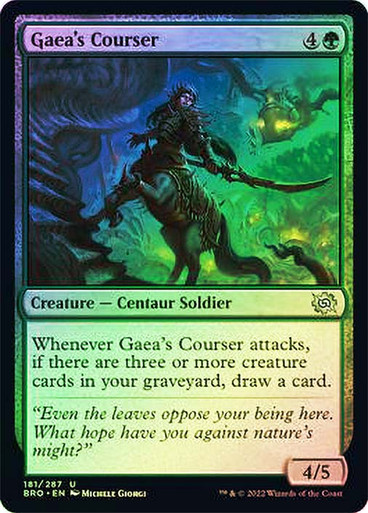 Gaea's Courser 4
Creature — Centaur Soldier
Whenever Gaea's Courser attacks,
if there are three or more creature
cards in your graveyard, draw a card.
"Even the leaves oppose your being here.
What hope have you against nature's
might?"
4/5
181/287 U
BRO • EN Michele Giorgi
™ & © 2022 Wizards of the Coast